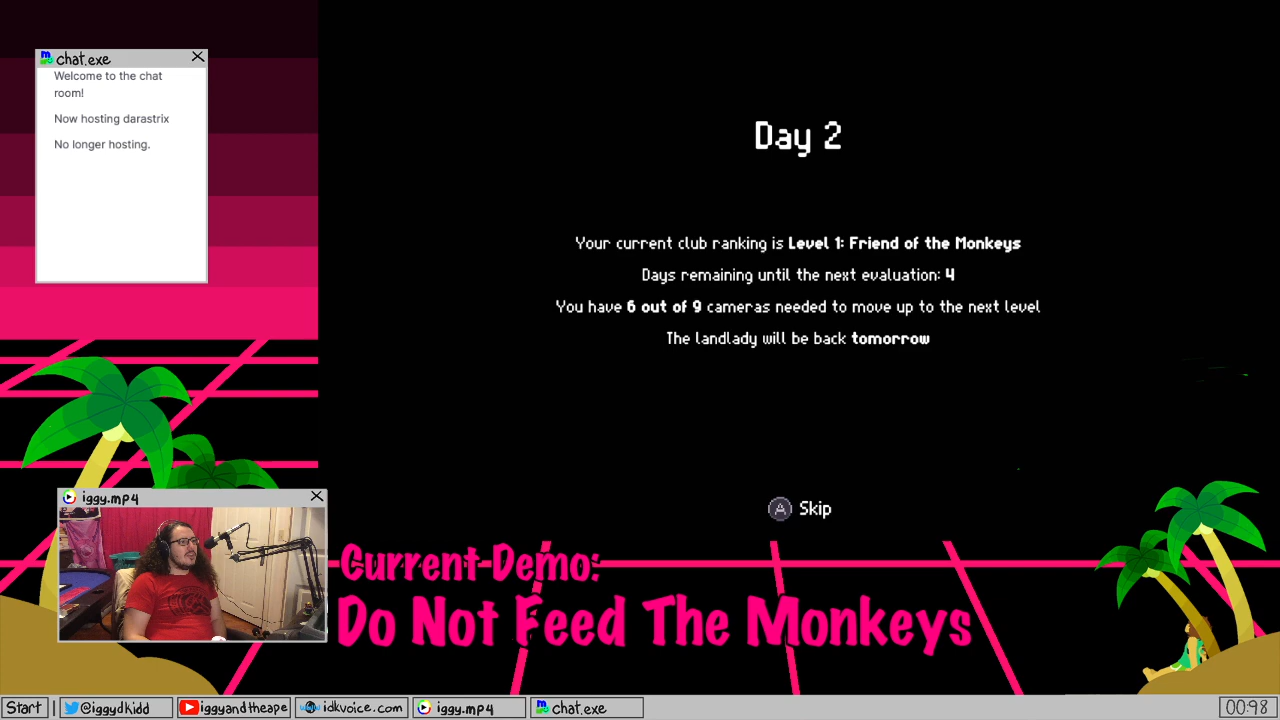 chat.exe
Welcome to the chat
room!
Now hosting darastrix
No longer hosting.
Day 2
Your current club ranking is Level 1: Friend of the Monkeys
Days remaining until the next evaluation: 4
You have 6 out of 9 cameras needed to move up to the next level
The landlady will be back tomorrow
A Skip
iggy.mp4
Current Demo:
Do Not Feed The Monkeys
Start | @iggydkidd iggyandtheape www idkvoice.com iggy.mp4 chat.exe 00:98